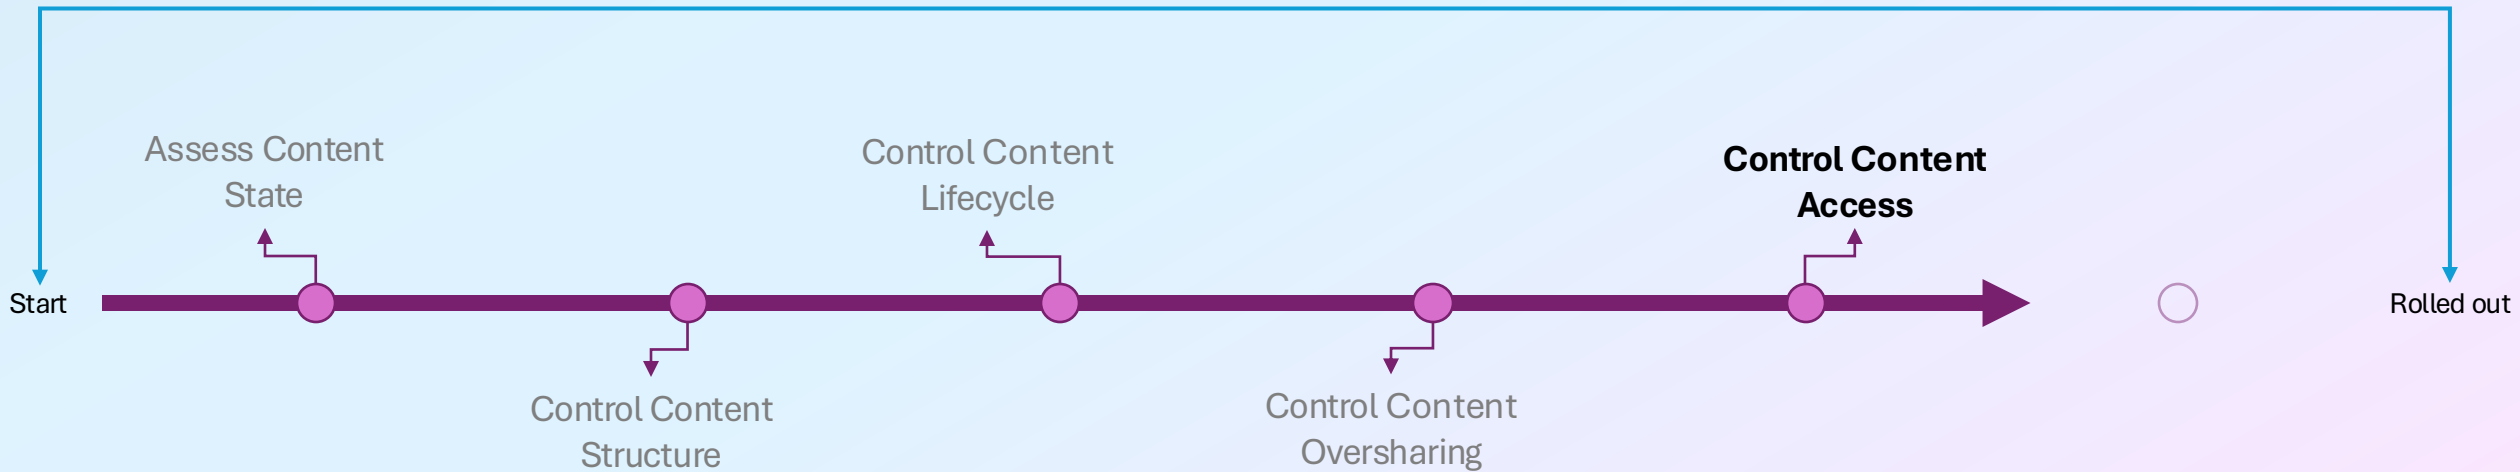 Start
Assess Content
State
Control Content
Structure
Control Content
Lifecycle
Control Content
Oversharing
Control Content
Access
Rolled out